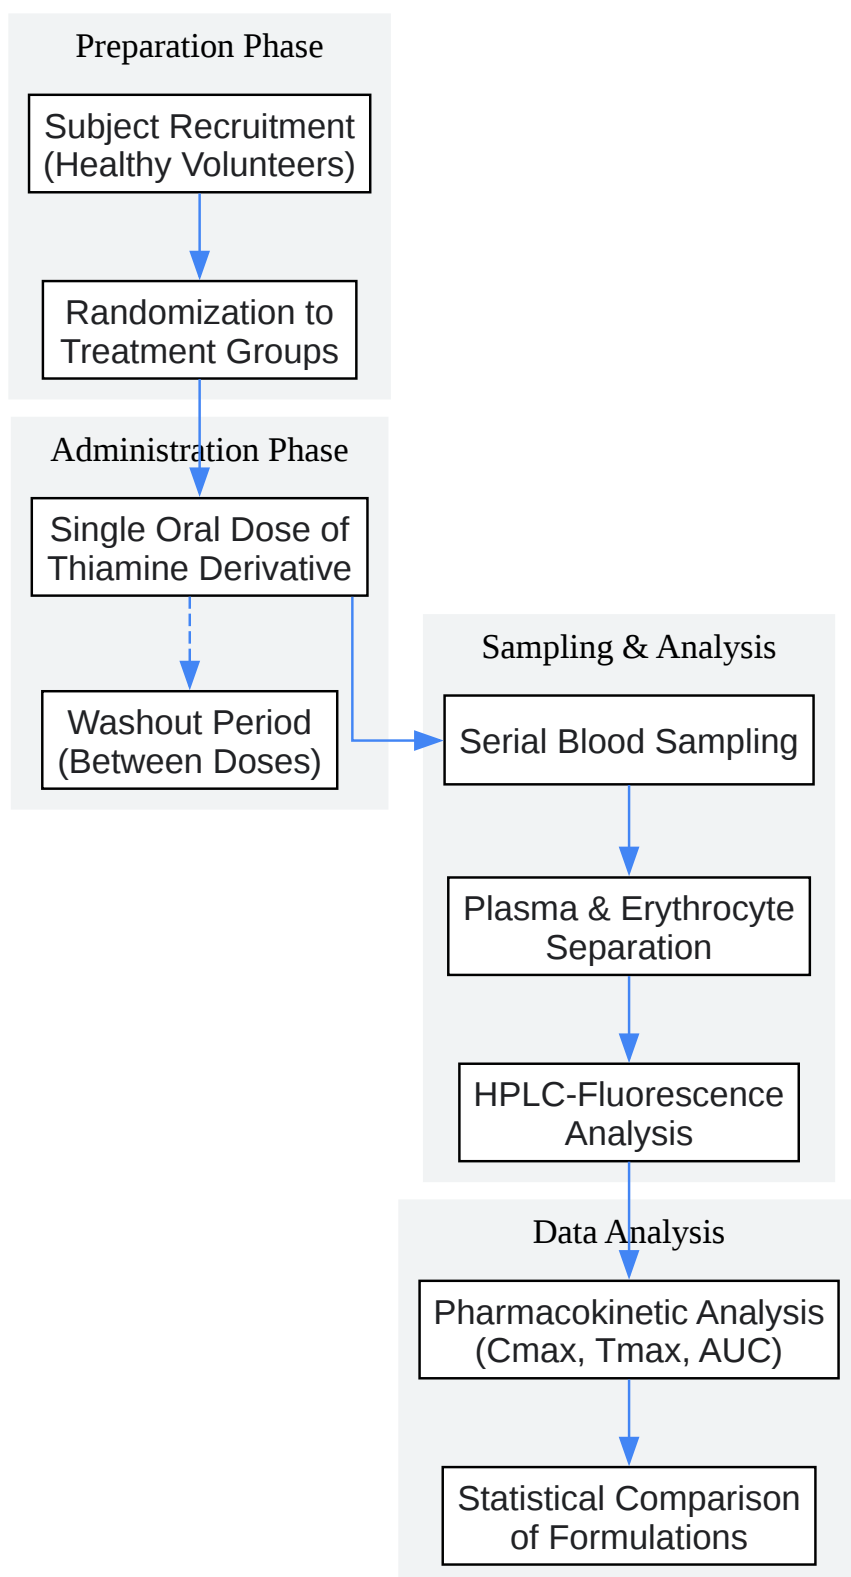 Preparation Phase
Subject Recruitment
(Healthy Volunteers)
Randomization to
Treatment Groups
Administration Phase
Single Oral Dose of
Thiamine Derivative
Washout Period
(Between Doses)
Sampling & Analysis
Serial Blood Sampling
Plasma & Erythrocyte
Separation
HPLC-Fluorescence
Analysis
Data Analysis
Pharmacokinetic Analysis
(Cmax, Tmax, AUC)
Statistical Comparison
of Formulations